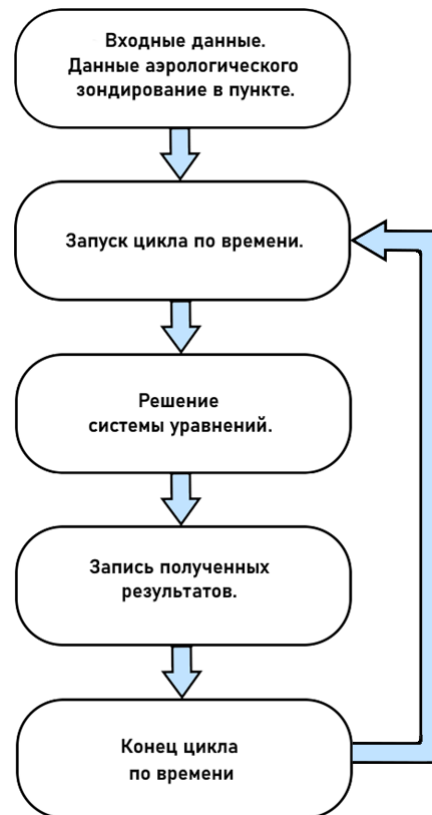 Входные данные.
Данные аэрологического
зондирование в пункте.
Запуск цикла по времени.
Решение
системы уравнений.
Запись полученных
результатов.
Конец цикла
по времени